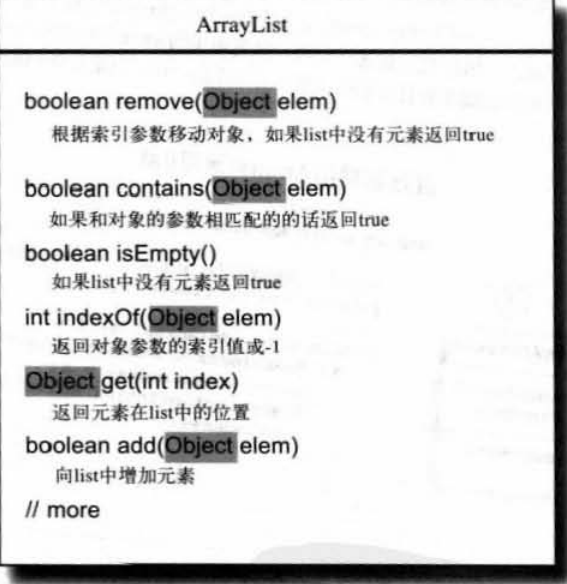 ArrayList
boolean remove(Object elem)
根据索引参数移动对象，如果list中没有元素返回true
boolean contains(Object elem)
如果和对象的参数相匹配的的话返回true
boolean isEmpty()
如果list中没有元素返回true
int indexOf(Object elem)
返回对象参数的索引值或-1
Object get(int index)
返回元素在list中的位置
boolean add(Object elem)
向list中增加元素
// more